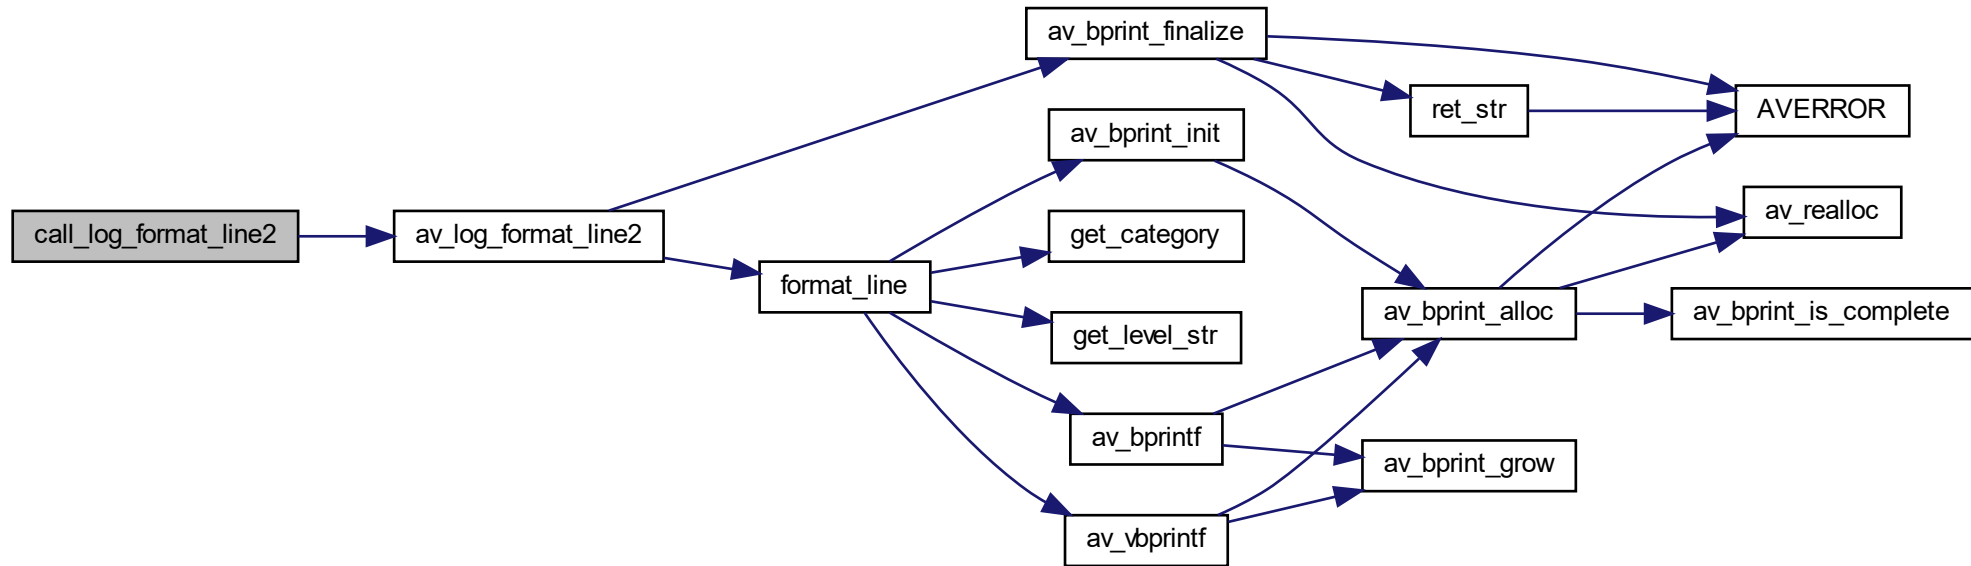 av_bprint_finalize
ret_str
AVERROR
av_bprint_init
av_realloc
call_log_format_line2
av_log_format_line2
get_category
format_line
av_bprint_alloc
av_bprint_is_complete
get_level_str
av_bprintf
av_bprint_grow
av_vbprintf